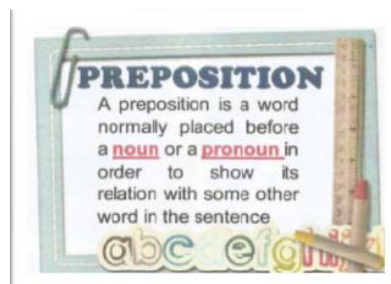 PREPOSITION
A preposition is a word
normally placed before
a noun or a pronoun in
order to show its
relation with some other
word in the sentence
abcdefg